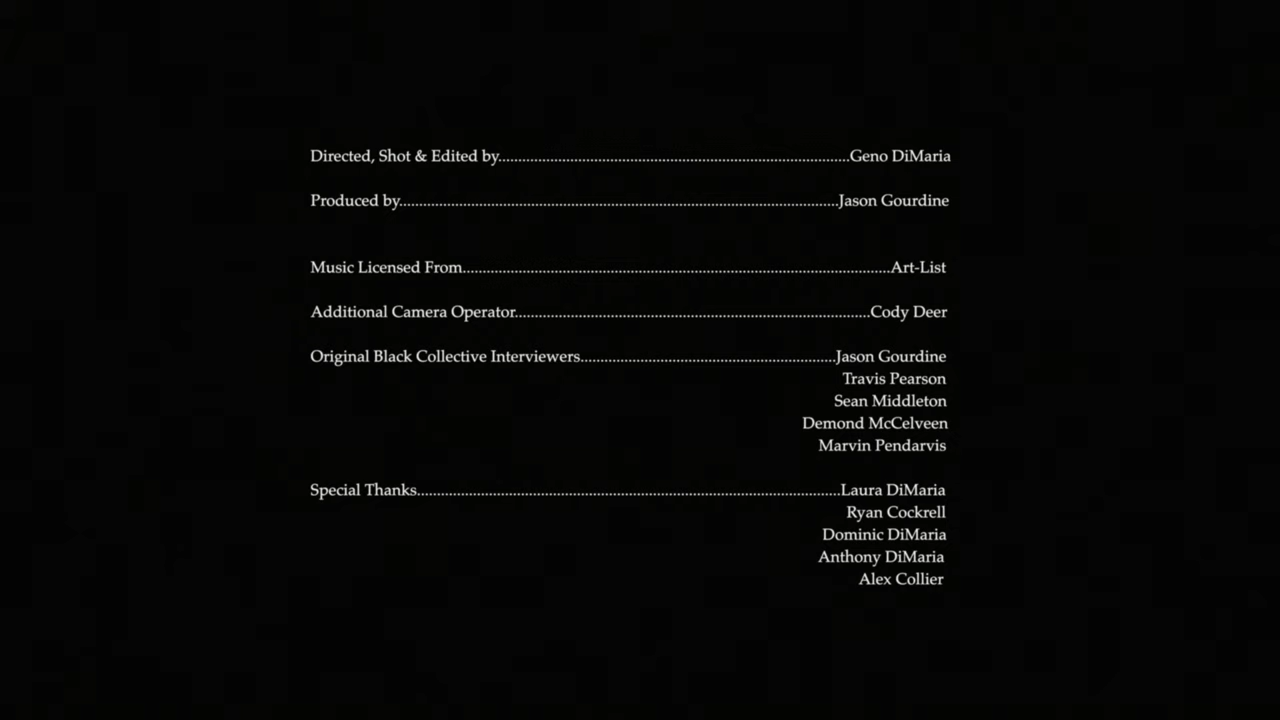 Directed, Shot & Edited by..........................................................................Geno DiMaria
Produced by.............................................................................................Jason Gourdine
Music Licensed From..........................................................................................Art-List
Additional Camera Operator...........................................................................Cody Deer
Original Black Collective Interviewers......................................................Jason Gourdine
Travis Pearson
Sean Middleton
Demond McCelveen
Marvin Pendarvis
Special Thanks.........................................................................................Laura DiMaria
Ryan Cockrell
Dominic DiMaria
Anthony DiMaria
Alex Collier